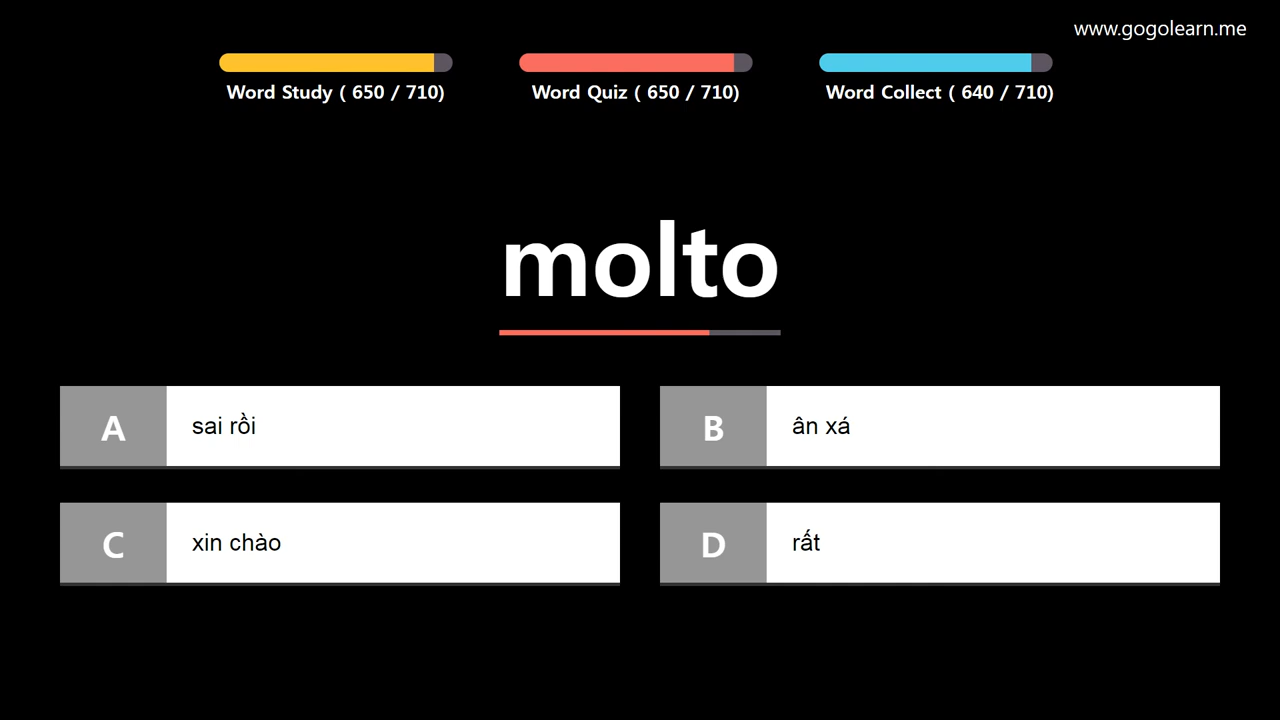 www.gogolearn.me
Word Study ( 650 / 710)
Word Quiz ( 650 / 710)
Word Collect ( 640 / 710)
molto
A
sai rồi
B
ân xá
C
xin chào
D
rất